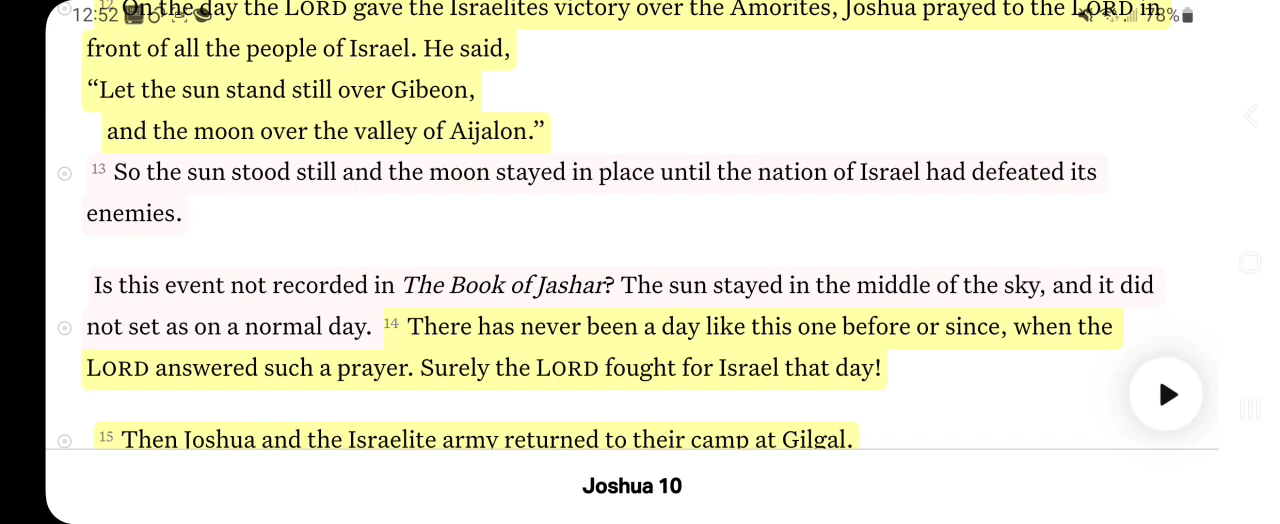 12:52
78%
12 On the day the LORD gave the Israelites victory over the Amorites, Joshua prayed to the LORD in
front of all the people of Israel. He said,
“Let the sun stand still over Gibeon,
and the moon over the valley of Aijalon.”
13 So the sun stood still and the moon stayed in place until the nation of Israel had defeated its
enemies.
Is this event not recorded in The Book of Jashar? The sun stayed in the middle of the sky, and it did
not set as on a normal day. 14 There has never been a day like this one before or since, when the
LORD answered such a prayer. Surely the LORD fought for Israel that day!
15 Then Joshua and the Israelite army returned to their camp at Gilgal.
Joshua 10